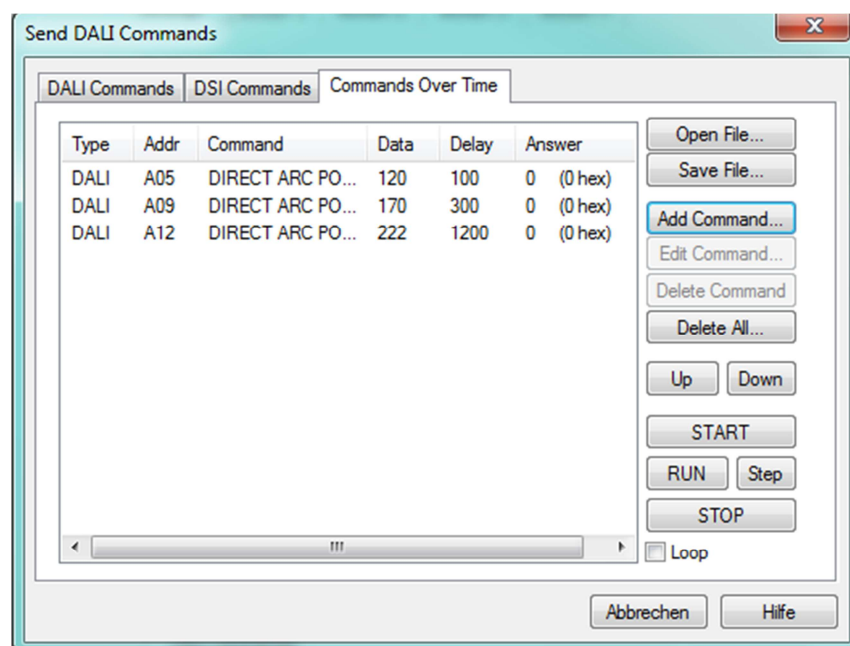 Send DALI Commands
DALI Commands DSI Commands Commands Over Time
Type Addr Command Data Delay Answer
DALI A05 DIRECT ARC PO... 120 100 0 (0 hex)
DALI A09 DIRECT ARC PO... 170 300 0 (0 hex)
DALI A12 DIRECT ARC PO... 222 1200 0 (0 hex)
Open File...
Save File...
Add Command...
Edit Command...
Delete Command
Delete All...
Up Down
START
RUN Step
STOP
Loop
Abbrechen Hilfe